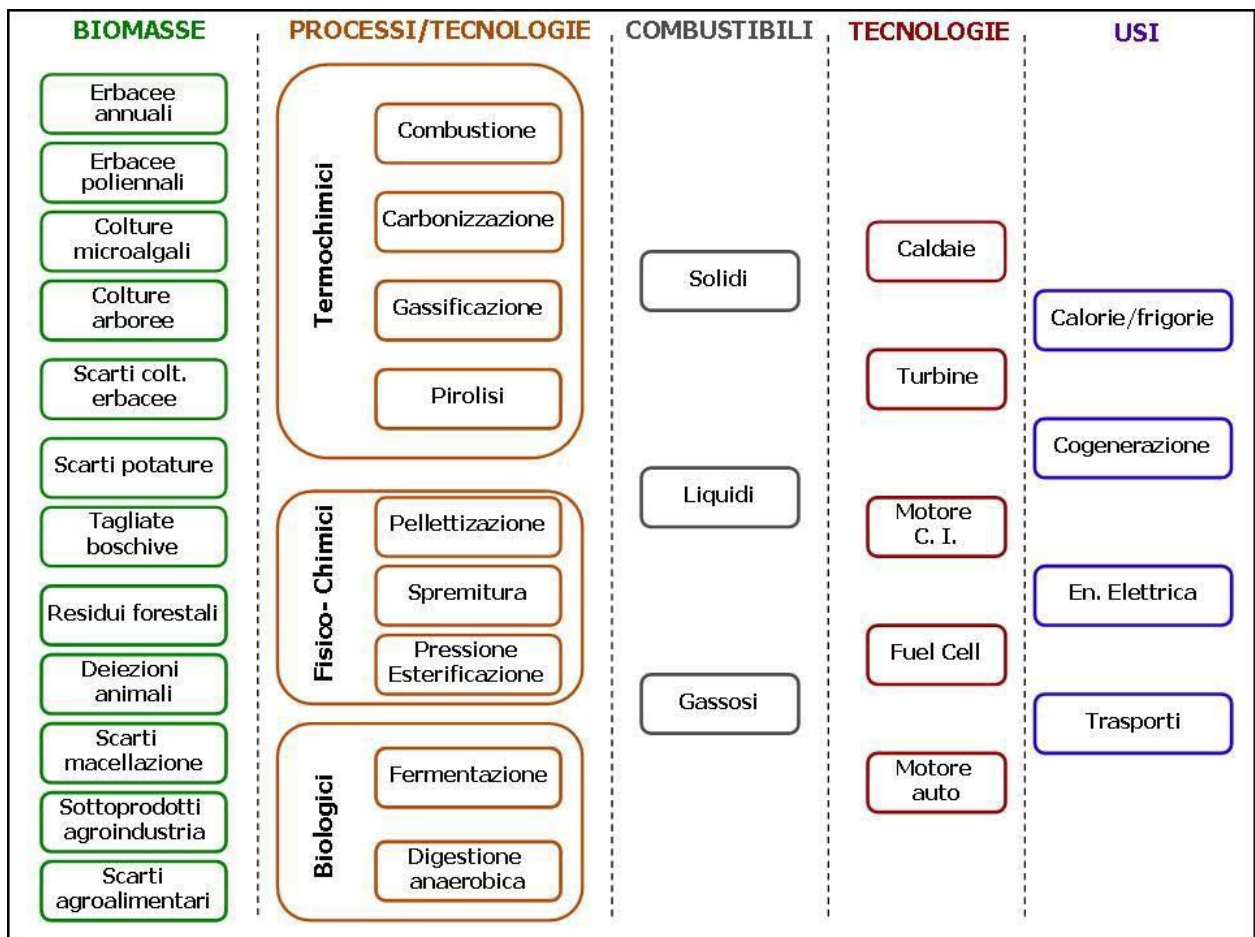 BIOMASSE
PROCESSI/TECNOLOGIE
COMBUSTIBILI
TECNOLOGIE
USI
Erbacee
annuali
Erbacee
poliennali
Colture
microalgali
Colture
arboree
Scarti colt.
erbacee
Scarti potature
Tagliate
boschive
Residui forestali
Deiezioni
animali
Scarti
macellazione
Sottoprodotti
agroindustria
Scarti
agroalimentari
Termochimici
Combustione
Carbonizzazione
Gassificazione
Pirolisi
Fisico- Chimici
Pellettizazione
Spremitura
Pressione
Esterificazione
Biologici
Fermentazione
Digestione
anaerobica
Solidi
Liquidi
Gassosi
Caldaie
Turbine
Motore
C. I.
Fuel Cell
Motore
auto
Calorie/frigorie
Cogenerazione
En. Elettrica
Trasporti